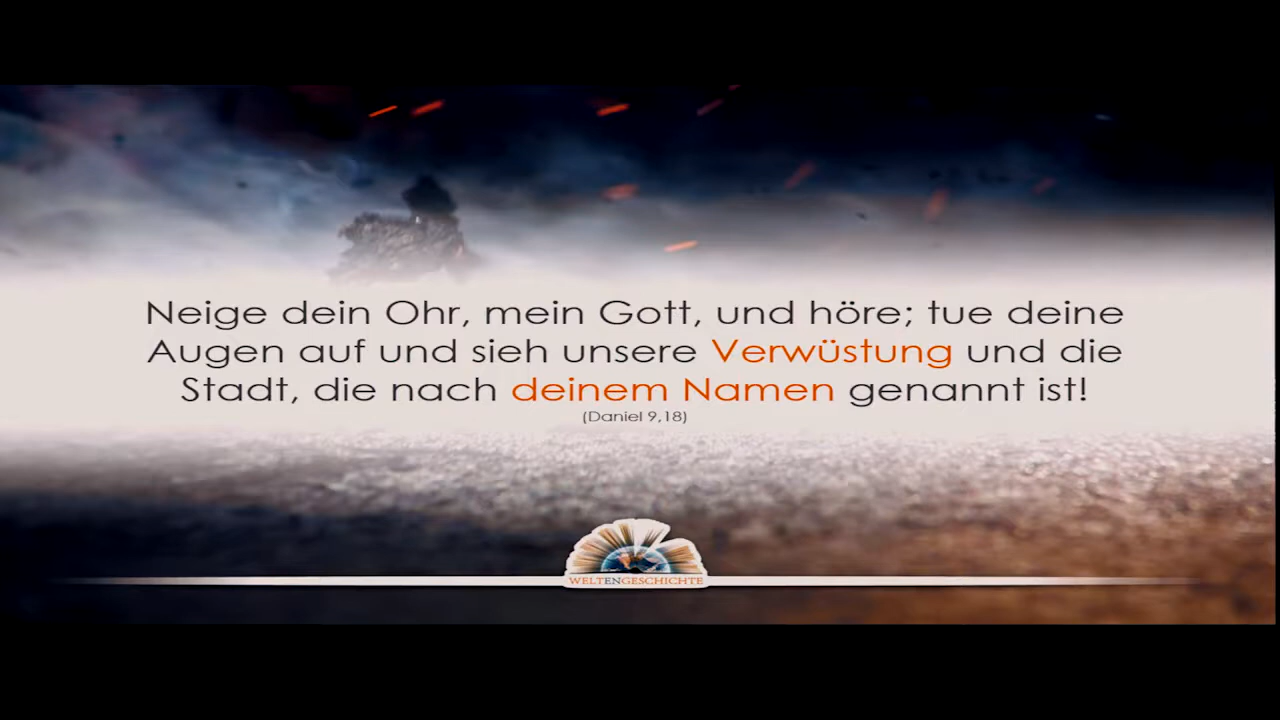 Neige dein Ohr, mein Gott, und höre; tue deine
Augen auf und sieh unsere Verwüstung und die
Stadt, die nach deinem Namen genannt ist!
(Daniel 9,18)
WELTENGESCHICHTE